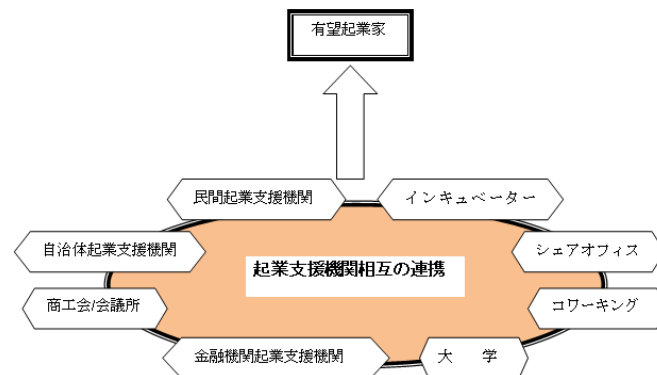 有望起業家
民間起業支援機関
インキュベーター
自治体起業支援機関
シェアオフィス
起業支援機関相互の連携
商工会/会議所
コワーキング
金融機関起業支援機関
大　学